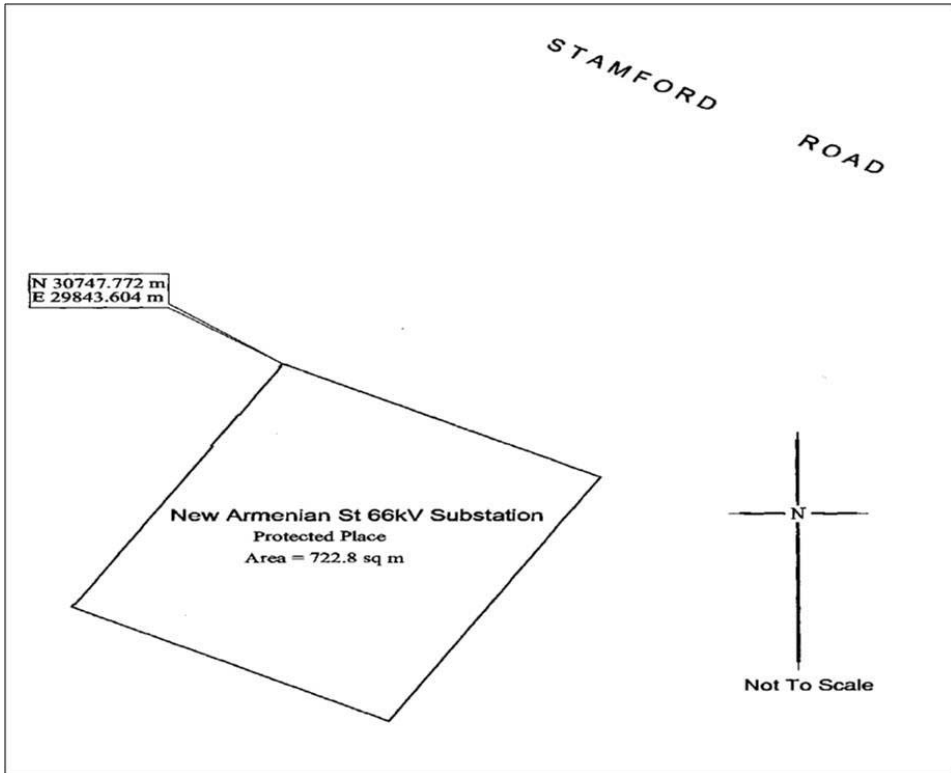 STAMFORD ROAD
N 30747.772 m
E 29843.604 m
New Armenian St 66kV Substation
Protected Place
Area = 722.8 sq m
N
Not To Scale